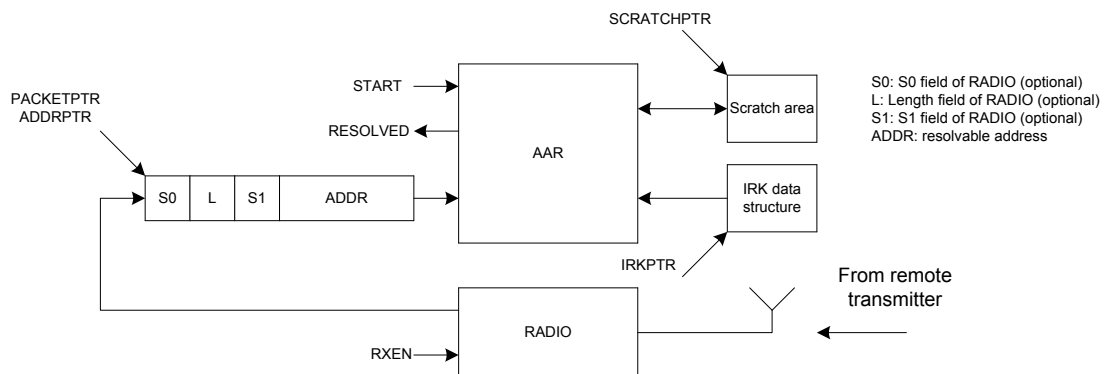 SCRATCHPTR
START
PACKETPTR
ADDRPTR
RESOLVED
AAR
Scratch area
S0: S0 field of RADIO (optional)
L: Length field of RADIO (optional)
S1: S1 field of RADIO (optional)
ADDR: resolvable address
S0
L
S1
ADDR
IRK data
structure
IRKPTR
From remote
transmitter
RADIO
RXEN